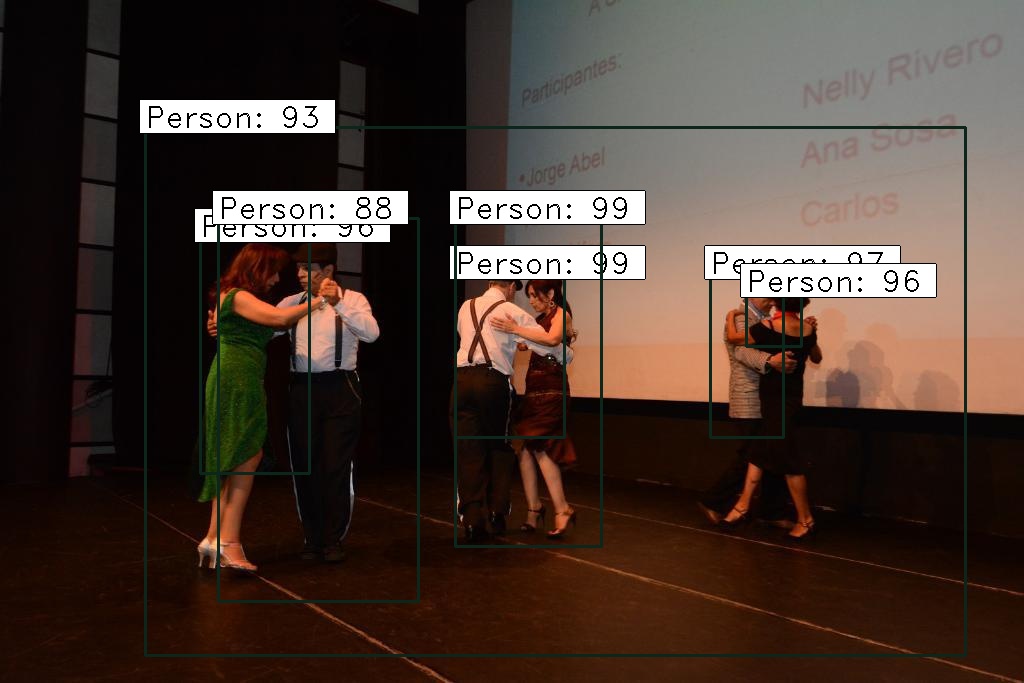 Participantes:
Nelly Rivero
Ana Sosa
•Jorge Abel
Carlos
Person: 93
Person: 88
Person: 96
Person: 99
Person: 99
Person: 97
Person: 96